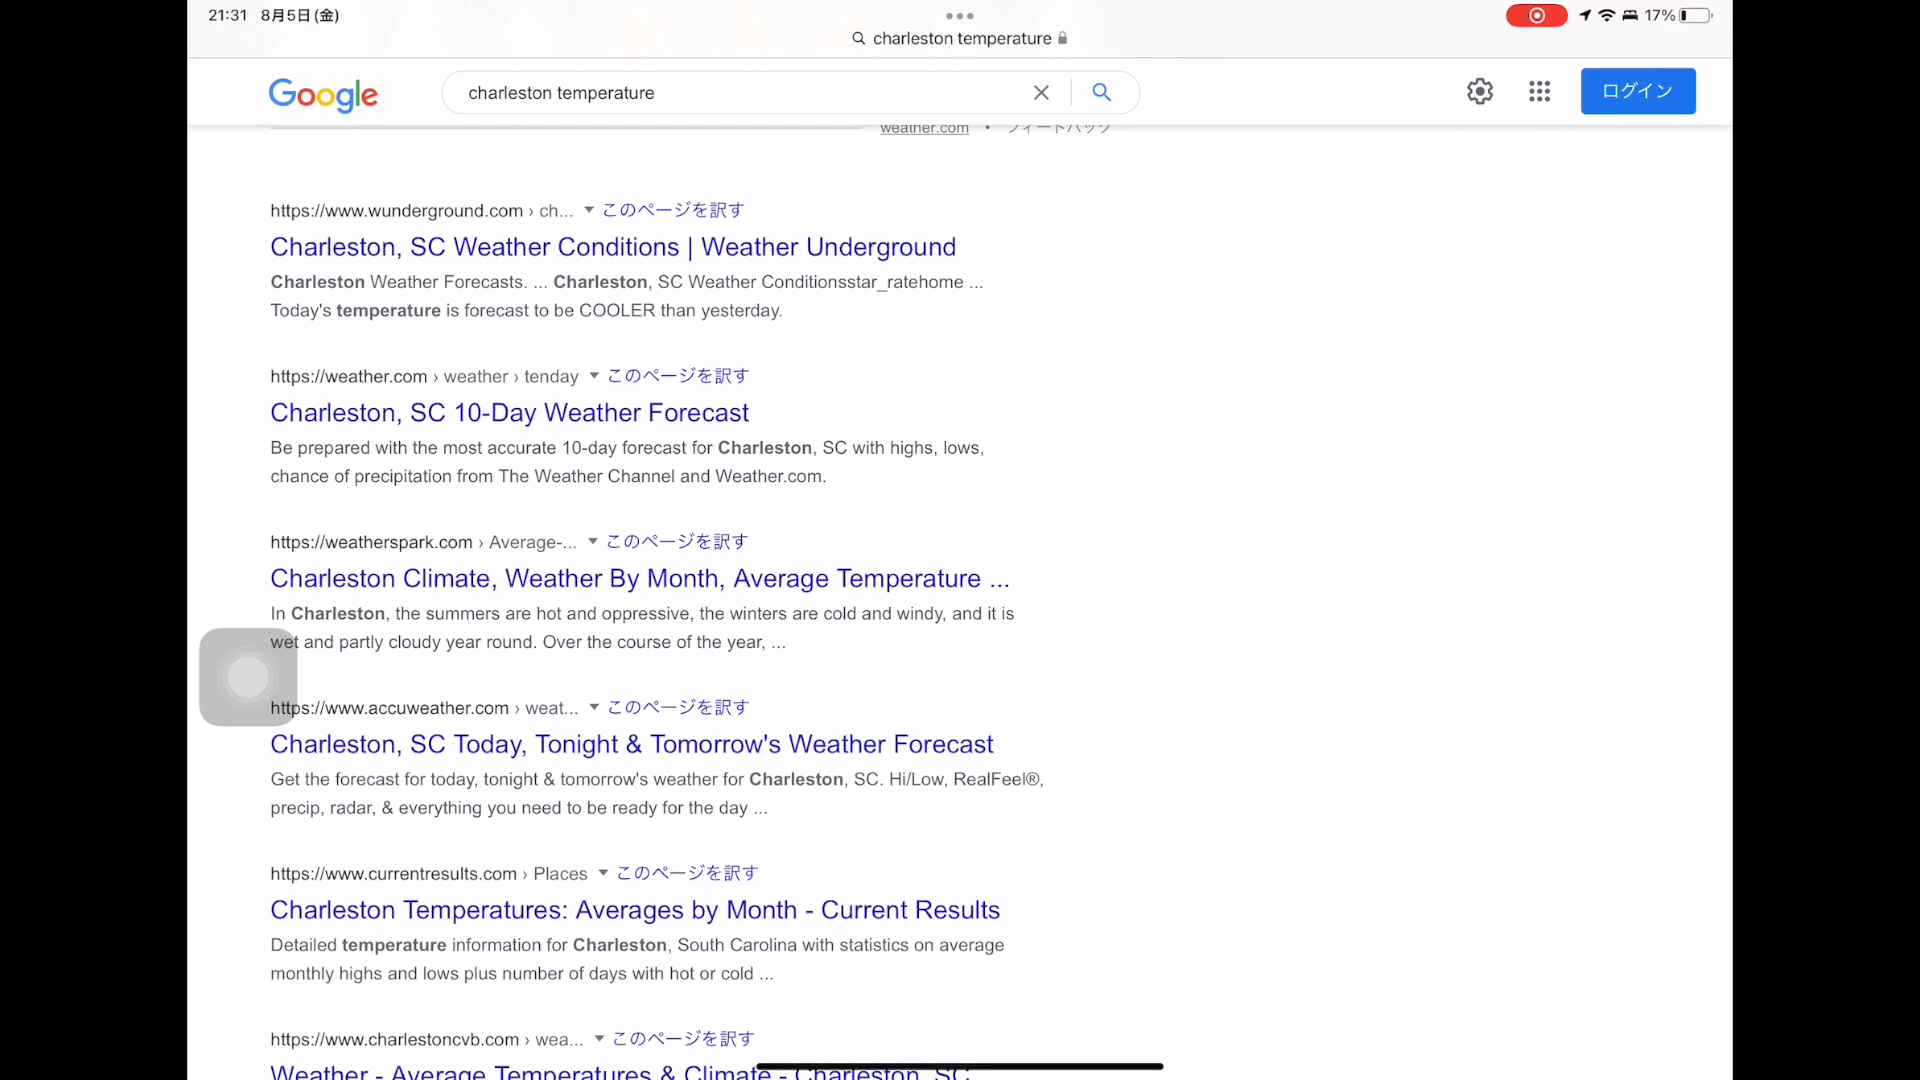 21:31 8月5日(金)
17%
charleston temperature
Google
charleston temperature
ログイン
weather.com • フィードバック
https://www.wunderground.com › ch... このページを訳す
Charleston, SC Weather Conditions | Weather Underground
Charleston Weather Forecasts. ... Charleston, SC Weather Conditionsstar_ratehome ...
Today's temperature is forecast to be COOLER than yesterday.
https://weather.com › weather › tenday このページを訳す
Charleston, SC 10-Day Weather Forecast
Be prepared with the most accurate 10-day forecast for Charleston, SC with highs, lows,
chance of precipitation from The Weather Channel and Weather.com.
https://weatherspark.com › Average-... このページを訳す
Charleston Climate, Weather By Month, Average Temperature ...
In Charleston, the summers are hot and oppressive, the winters are cold and windy, and it is
wet and partly cloudy year round. Over the course of the year, ...
https://www.accuweather.com › weat... このページを訳す
Charleston, SC Today, Tonight & Tomorrow's Weather Forecast
Get the forecast for today, tonight & tomorrow's weather for Charleston, SC. Hi/Low, RealFeel®,
precip, radar, & everything you need to be ready for the day ...
https://www.currentresults.com › Places このページを訳す
Charleston Temperatures: Averages by Month - Current Results
Detailed temperature information for Charleston, South Carolina with statistics on average
monthly highs and lows plus number of days with hot or cold ...
https://www.charlestoncvb.com › wea... このページを訳す
Weather - Average Temperatures & Climate - Charleston, SC